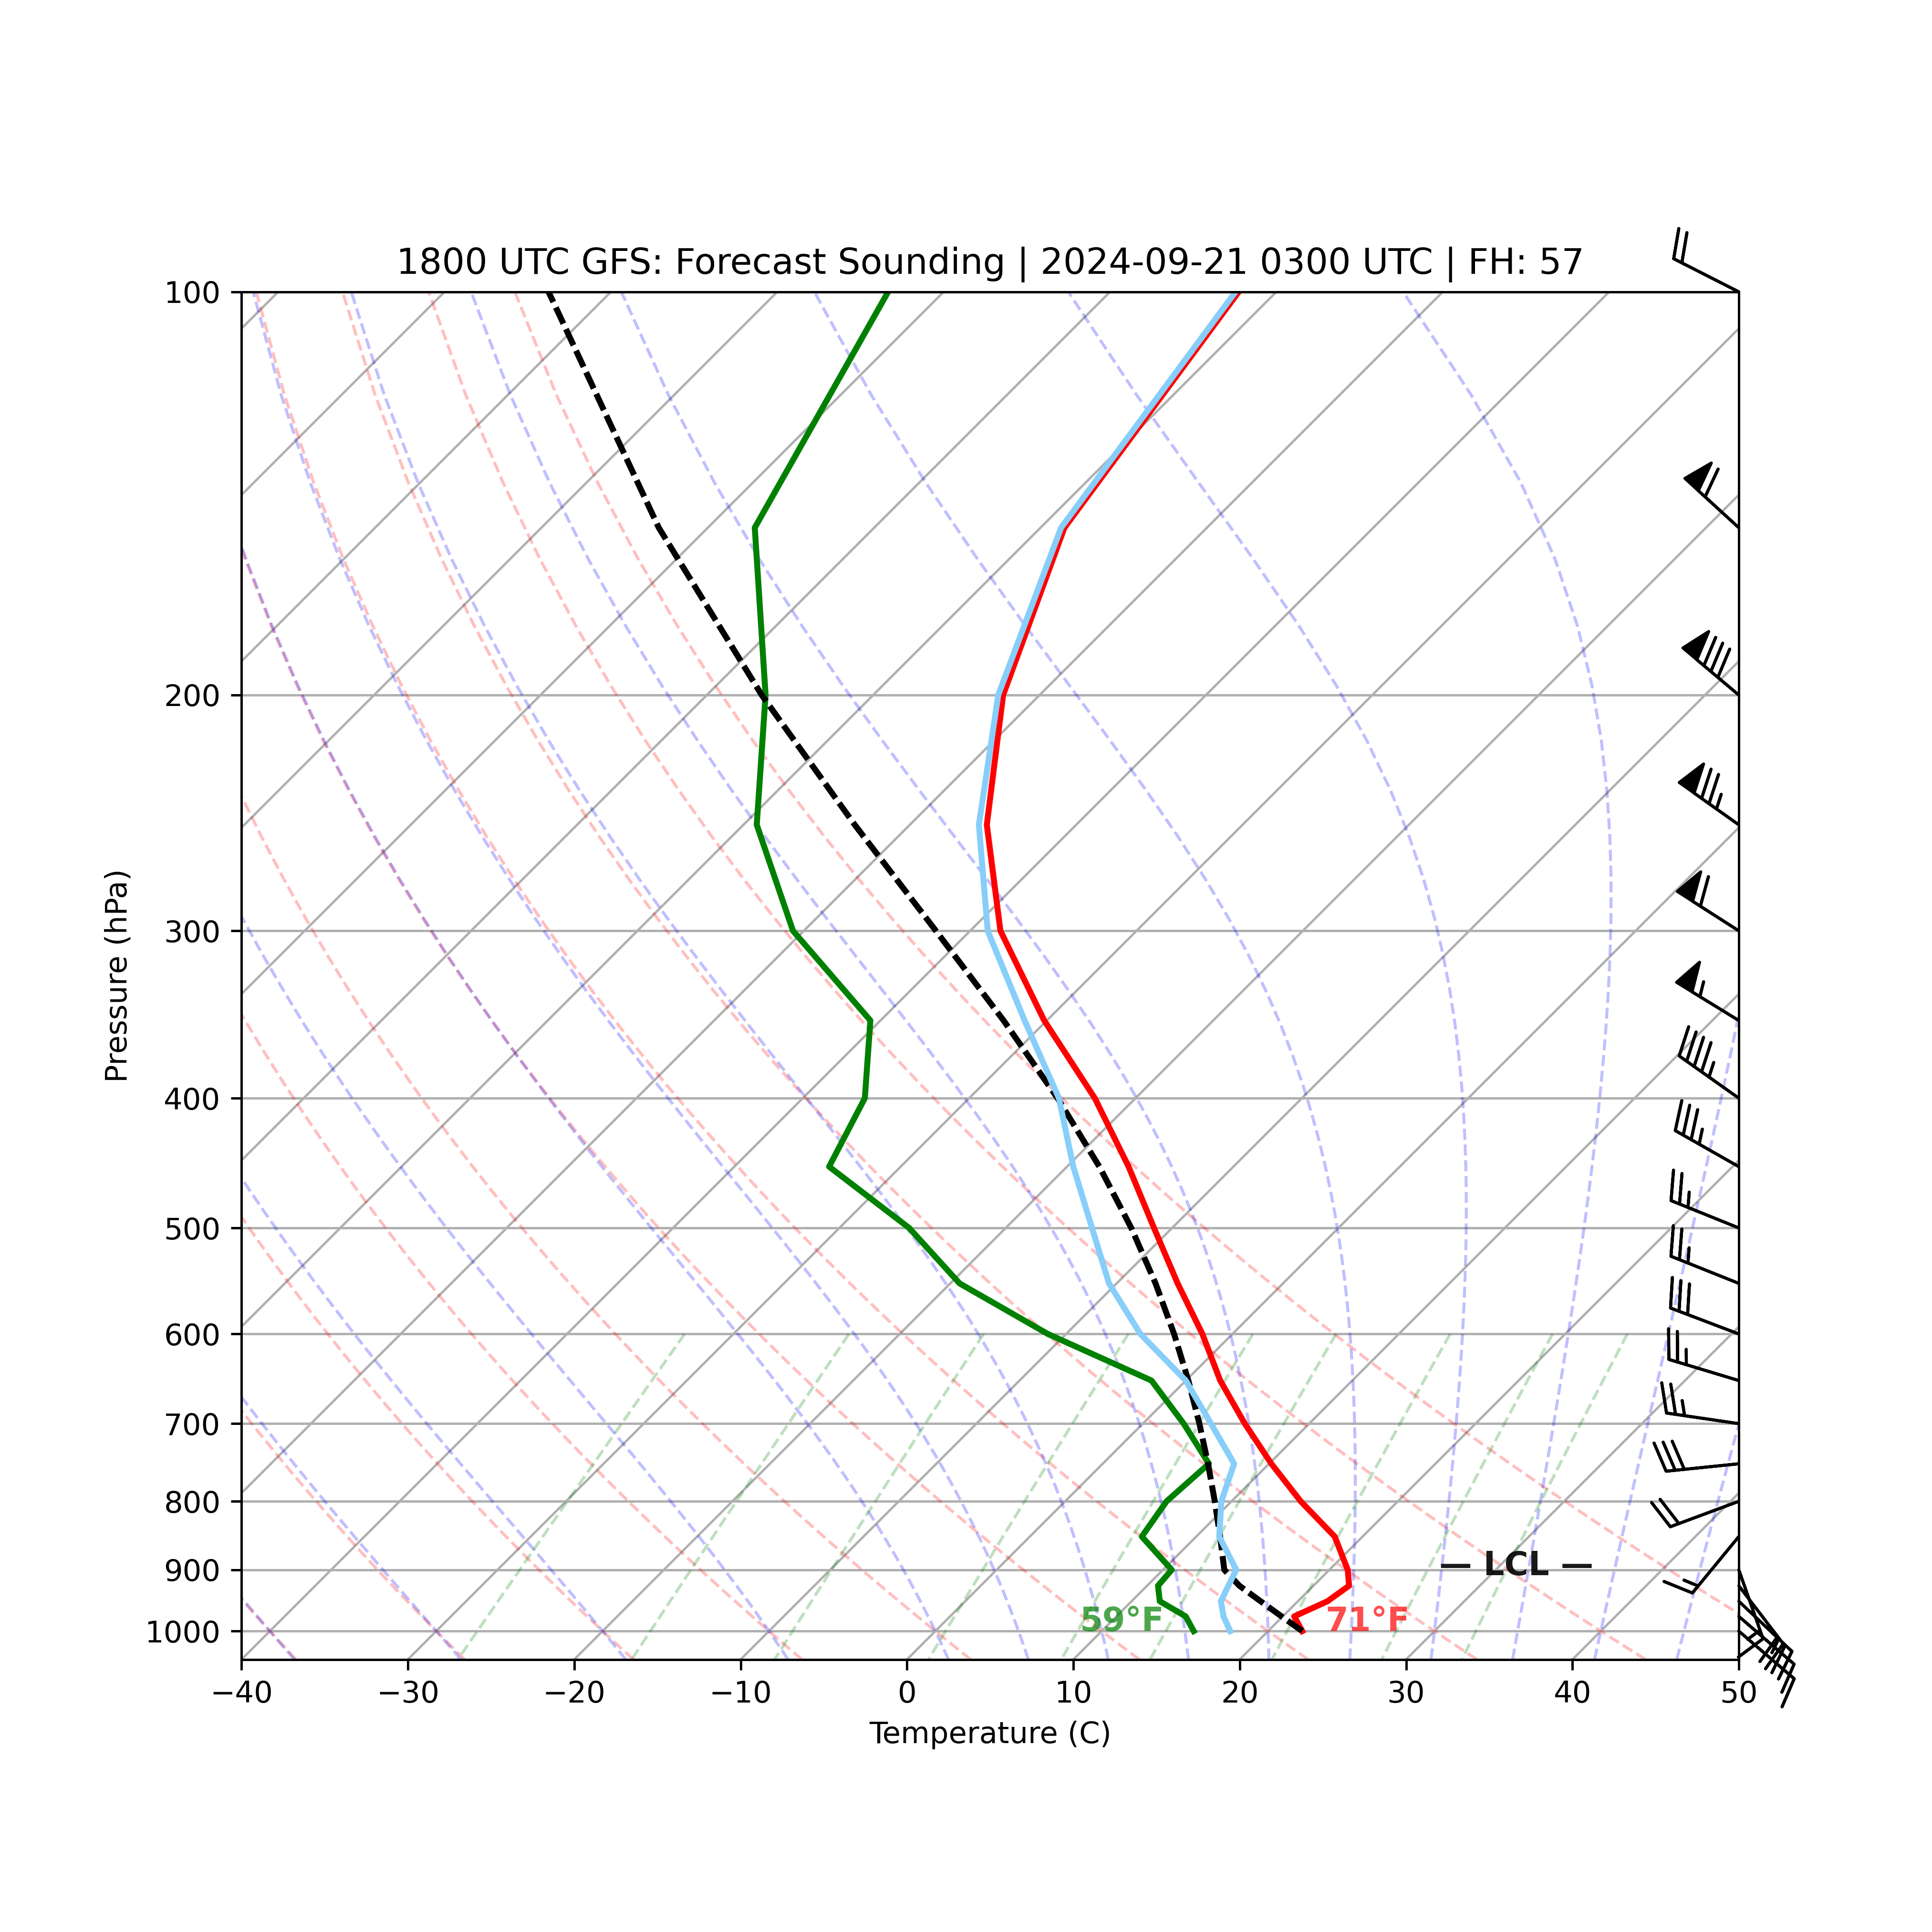 1800 UTC GFS: Forecast Sounding | 2024-09-21 0300 UTC | FH: 57
100
200
300
400
500
600
700
800
900
1000
Pressure (hPa)
— LCL —
59°F
71°F
−40 −30 −20 −10 0 10 20 30 40 50
Temperature (C)